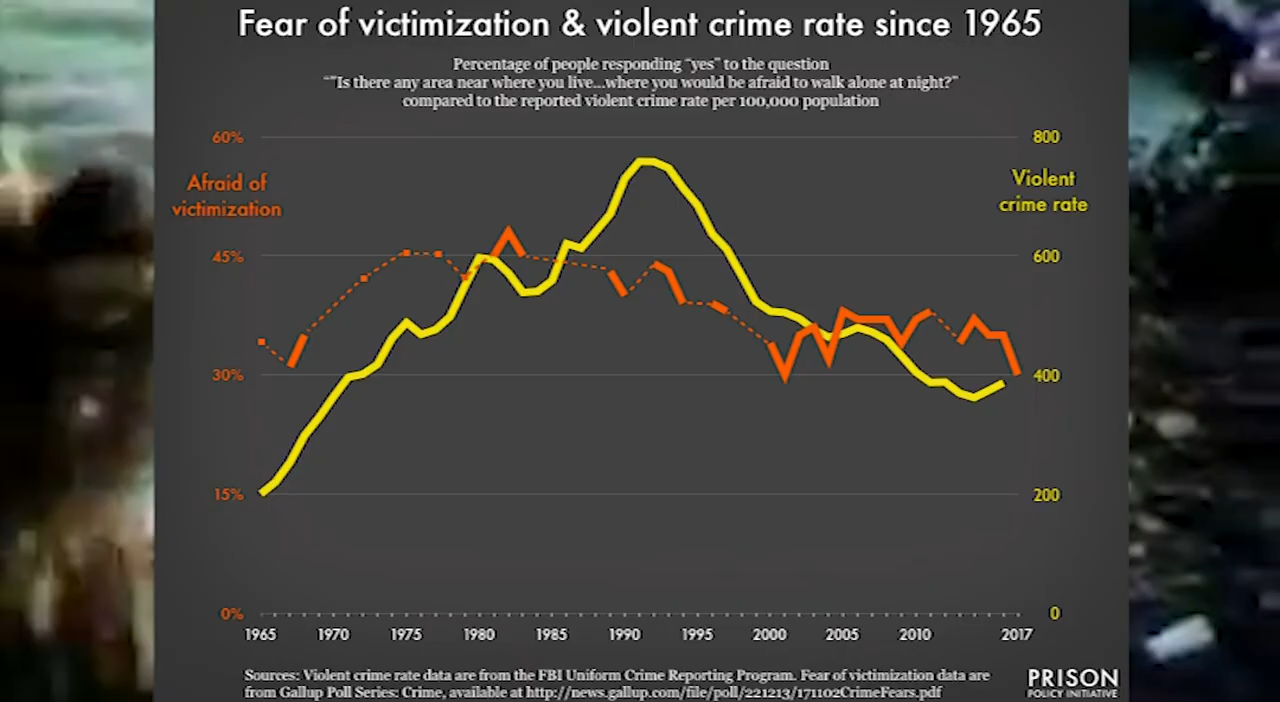 Fear of victimization & violent crime rate since 1965
Percentage of people responding “yes” to the question
“”Is there any area near where you live...where you would be afraid to walk alone at night?”
compared to the reported violent crime rate per 100,000 population
60%
800
Afraid of
victimization
Violent
crime rate
45%
600
30%
400
15%
200
0%
0
1965 1970 1975 1980 1985 1990 1995 2000 2005 2010 2017
Sources: Violent crime rate data are from the FBI Uniform Crime Reporting Program. Fear of victimization data are
from Gallup Poll Series: Crime, available at http://news.gallup.com/file/poll/221213/171102CrimeFears.pdf
PRISON
POLICY INITIATIVE